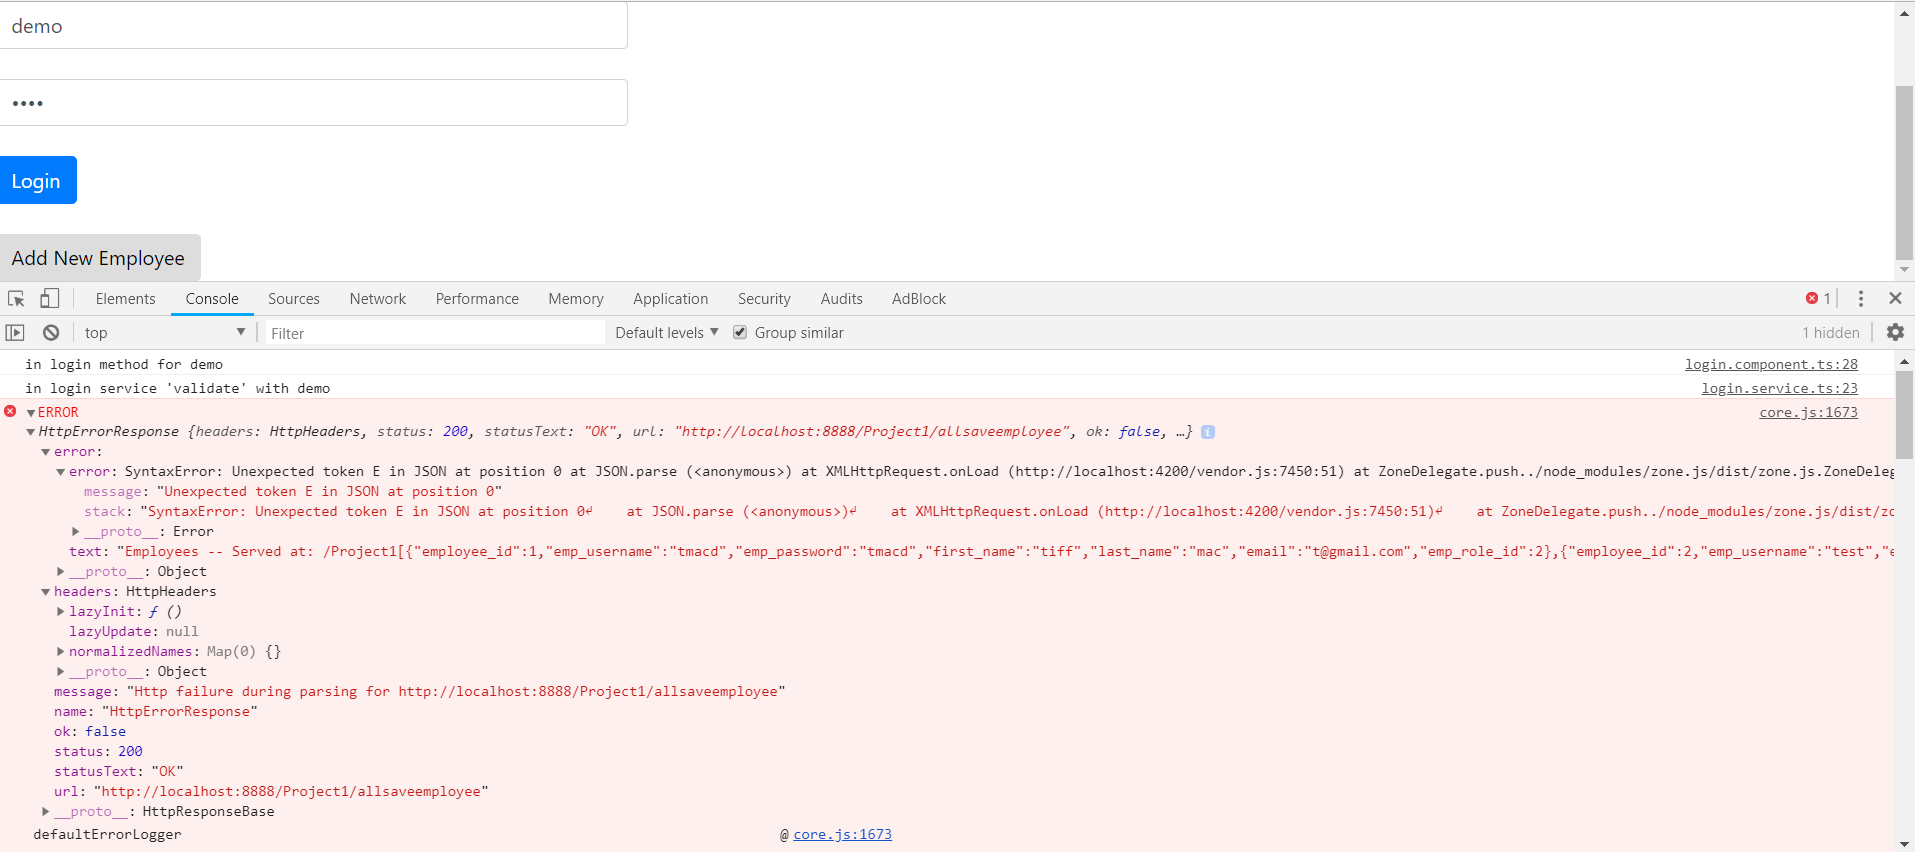 demo
••••
Login
Add New Employee
Elements Console Sources Network Performance Memory Application Security Audits AdBlock 1
top Filter Default levels Group similar 1 hidden
in login method for demo login.component.ts:28
in login service 'validate' with demo login.service.ts:23
ERROR core.js:1673
HttpErrorResponse {headers: HttpHeaders, status: 200, statusText: "OK", url: "http://localhost:8888/Project1/allsaveemployee", ok: false, …}
error:
error: SyntaxError: Unexpected token E in JSON at position 0 at JSON.parse (<anonymous>) at XMLHttpRequest.onLoad (http://localhost:4200/vendor.js:7450:51) at ZoneDelegate.push../node_modules/zone.js/dist/zone.js.ZoneDeleg
message: "Unexpected token E in JSON at position 0"
stack: "SyntaxError: Unexpected token E in JSON at position 0↵    at JSON.parse (<anonymous>)↵    at XMLHttpRequest.onLoad (http://localhost:4200/vendor.js:7450:51)↵    at ZoneDelegate.push../node_modules/zone.js/dist/zo
__proto__: Error
text: "Employees -- Served at: /Project1[{"employee_id":1,"emp_username":"tmacd","emp_password":"tmacd","first_name":"tiff","last_name":"mac","email":"t@gmail.com","emp_role_id":2},{"employee_id":2,"emp_username":"test","e
__proto__: Object
headers: HttpHeaders
lazyInit: ƒ ()
lazyUpdate: null
normalizedNames: Map(0) {}
__proto__: Object
message: "Http failure during parsing for http://localhost:8888/Project1/allsaveemployee"
name: "HttpErrorResponse"
ok: false
status: 200
statusText: "OK"
url: "http://localhost:8888/Project1/allsaveemployee"
__proto__: HttpResponseBase
defaultErrorLogger @ core.js:1673